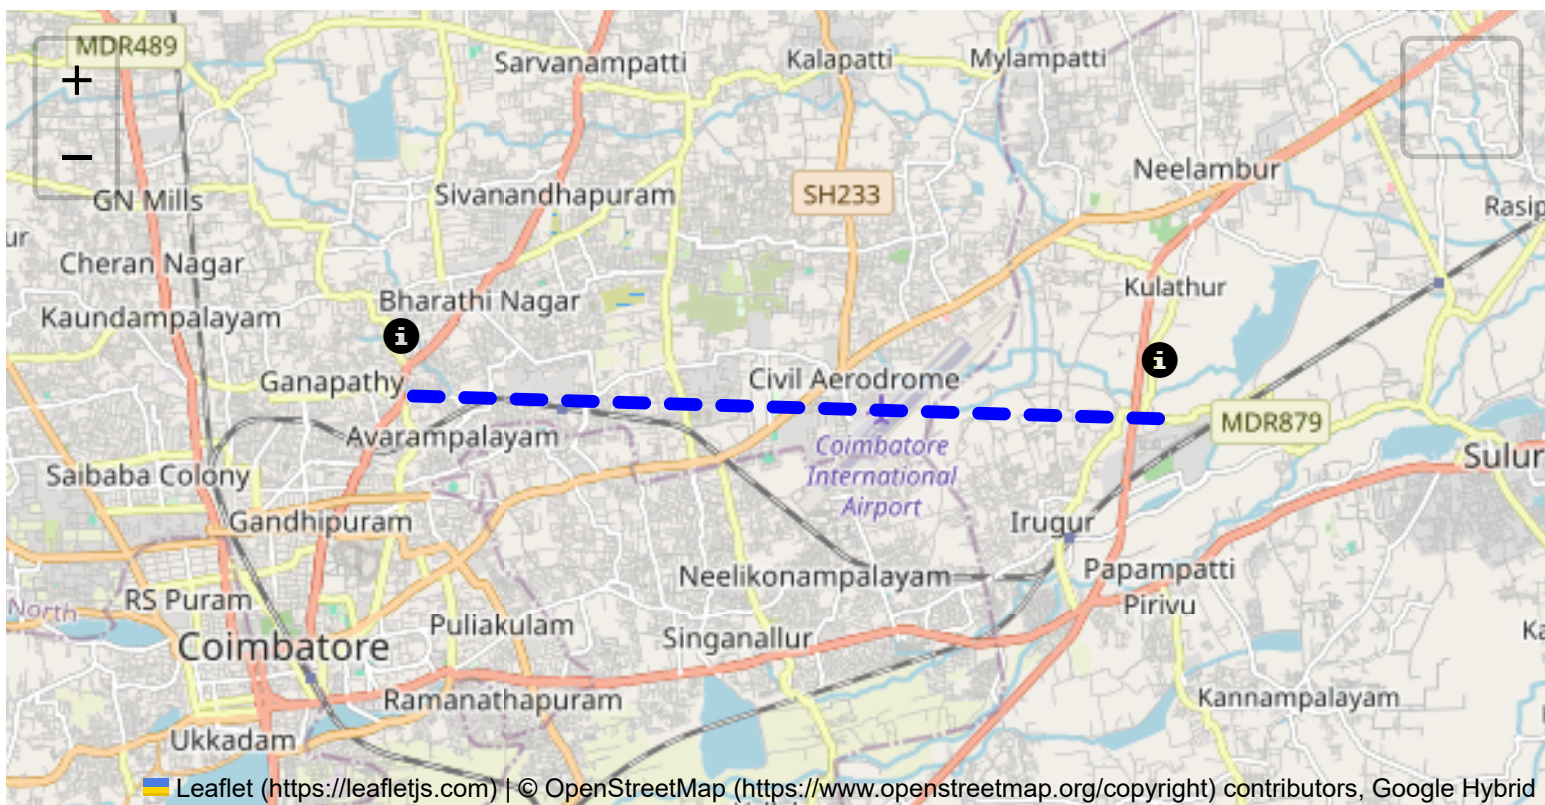 MDR489
+
−
Sarvanampatti
Kalapatti
Mylampatti
Neelambur
GN Mills
Sivanandhapuram
SH233
Rasip
ur
Cheran Nagar
Kulathur
Bharathi Nagar
Kaundampalayam
i
i
Ganapathy
Civil Aerodrome
MDR879
Avarampalayam
Coimbatore
International
Airport
Sulur
Saibaba Colony
Gandhipuram
Irugur
Neelikonampalayam
Papampatti
Pirivu
North
RS Puram
Puliakulam
Singanallur
Ka
Coimbatore
Ramanathapuram
Kannampalayam
Ukkadam
Leaflet (https://leafletjs.com) | © OpenStreetMap (https://www.openstreetmap.org/copyright) contributors, Google Hybrid